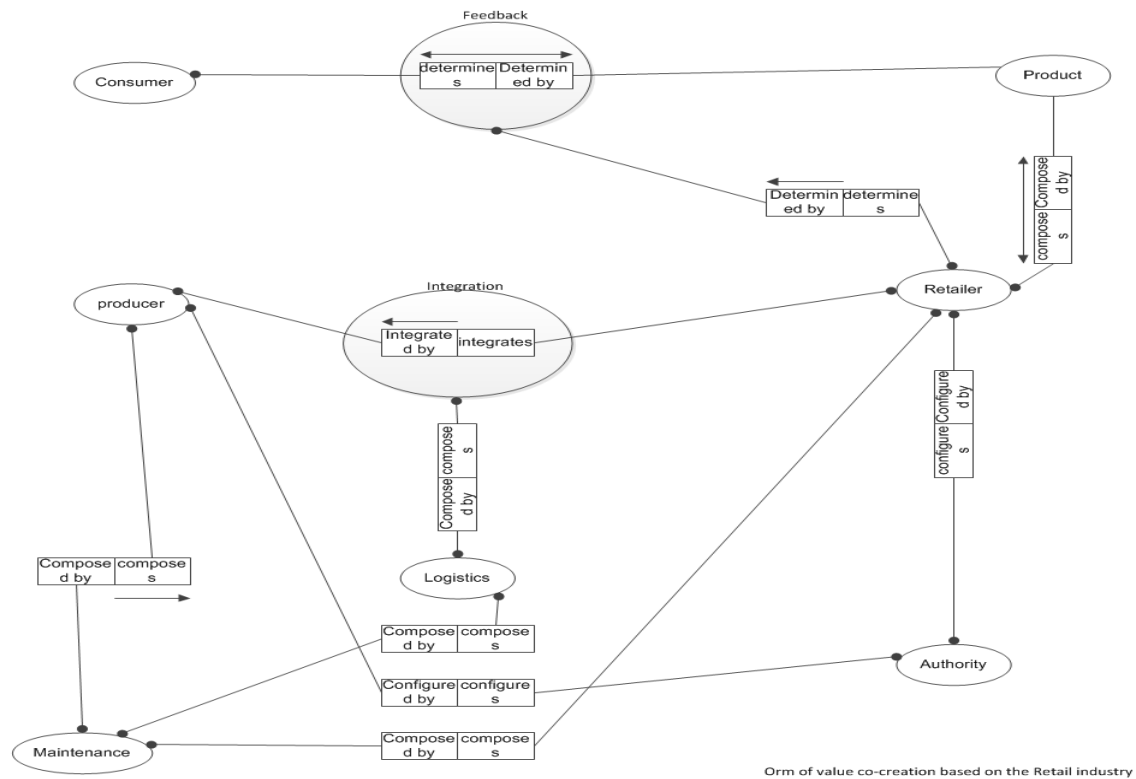 Feedback
Consumer
determine
s
Determin
ed by
Product
Compose
d by
compose
s
Determin
ed by
determine
s
producer
Integration
Integrate
d by
integrates
Retailer
Configure
d by
configure
s
compose
s
Compose
d by
Logistics
Compose
d by
compose
s
Compose
d by
compose
s
Configure
d by
configure
s
Authority
Maintenance
Compose
d by
compose
s
Orm of value co-creation based on the Retail industry